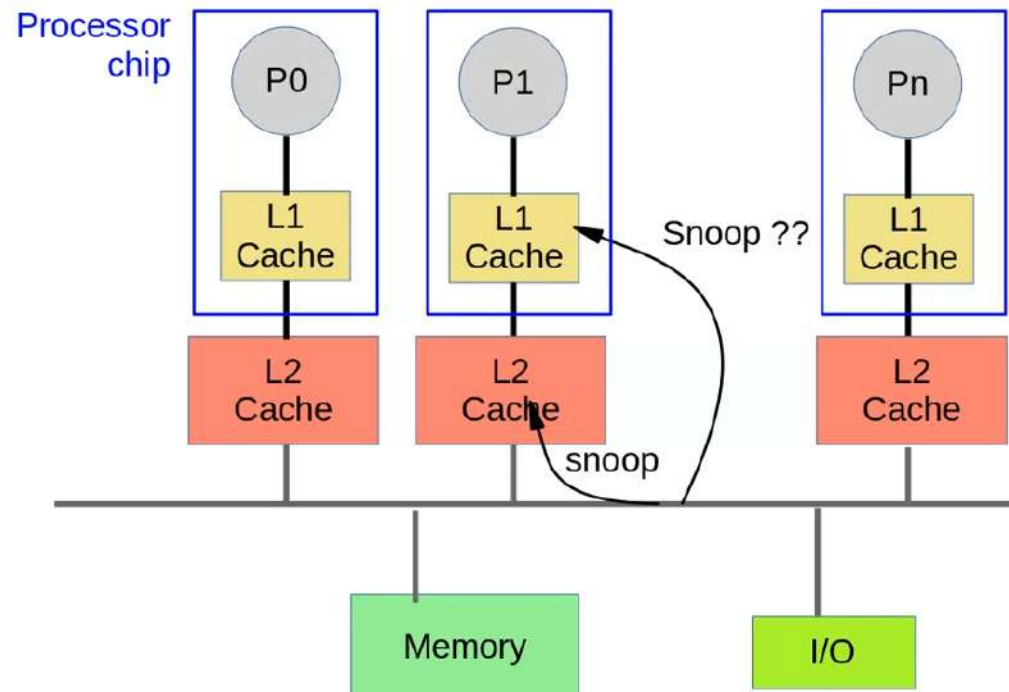 Processor
chip
P0
P1
Pn
L1
Cache
L1
Cache
Snoop ??
L1
Cache
L2
Cache
L2
Cache
L2
Cache
snoop
Memory
I/O